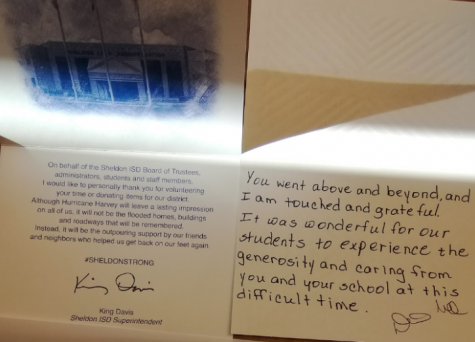 On behalf of the Sheldon ISD Board of Trustees,
administrators, students and staff members,
I would like to personally thank you for volunteering
your time or donating items for our district.
Although Hurricane Harvey will leave a lasting impression
on all of us, it will not be the flooded homes, buildings
and roadways that will be remembered.
Instead, it will be the outpouring support by our friends
and neighbors who helped us get back on our feet again.
#SHELDONSTRONG
King Davis
King Davis
Sheldon ISD Superintendent
You went above and beyond, and
I am touched and grateful.
It was wonderful for our
students to experience the
generosity and caring from
you and your school at this
difficult time.